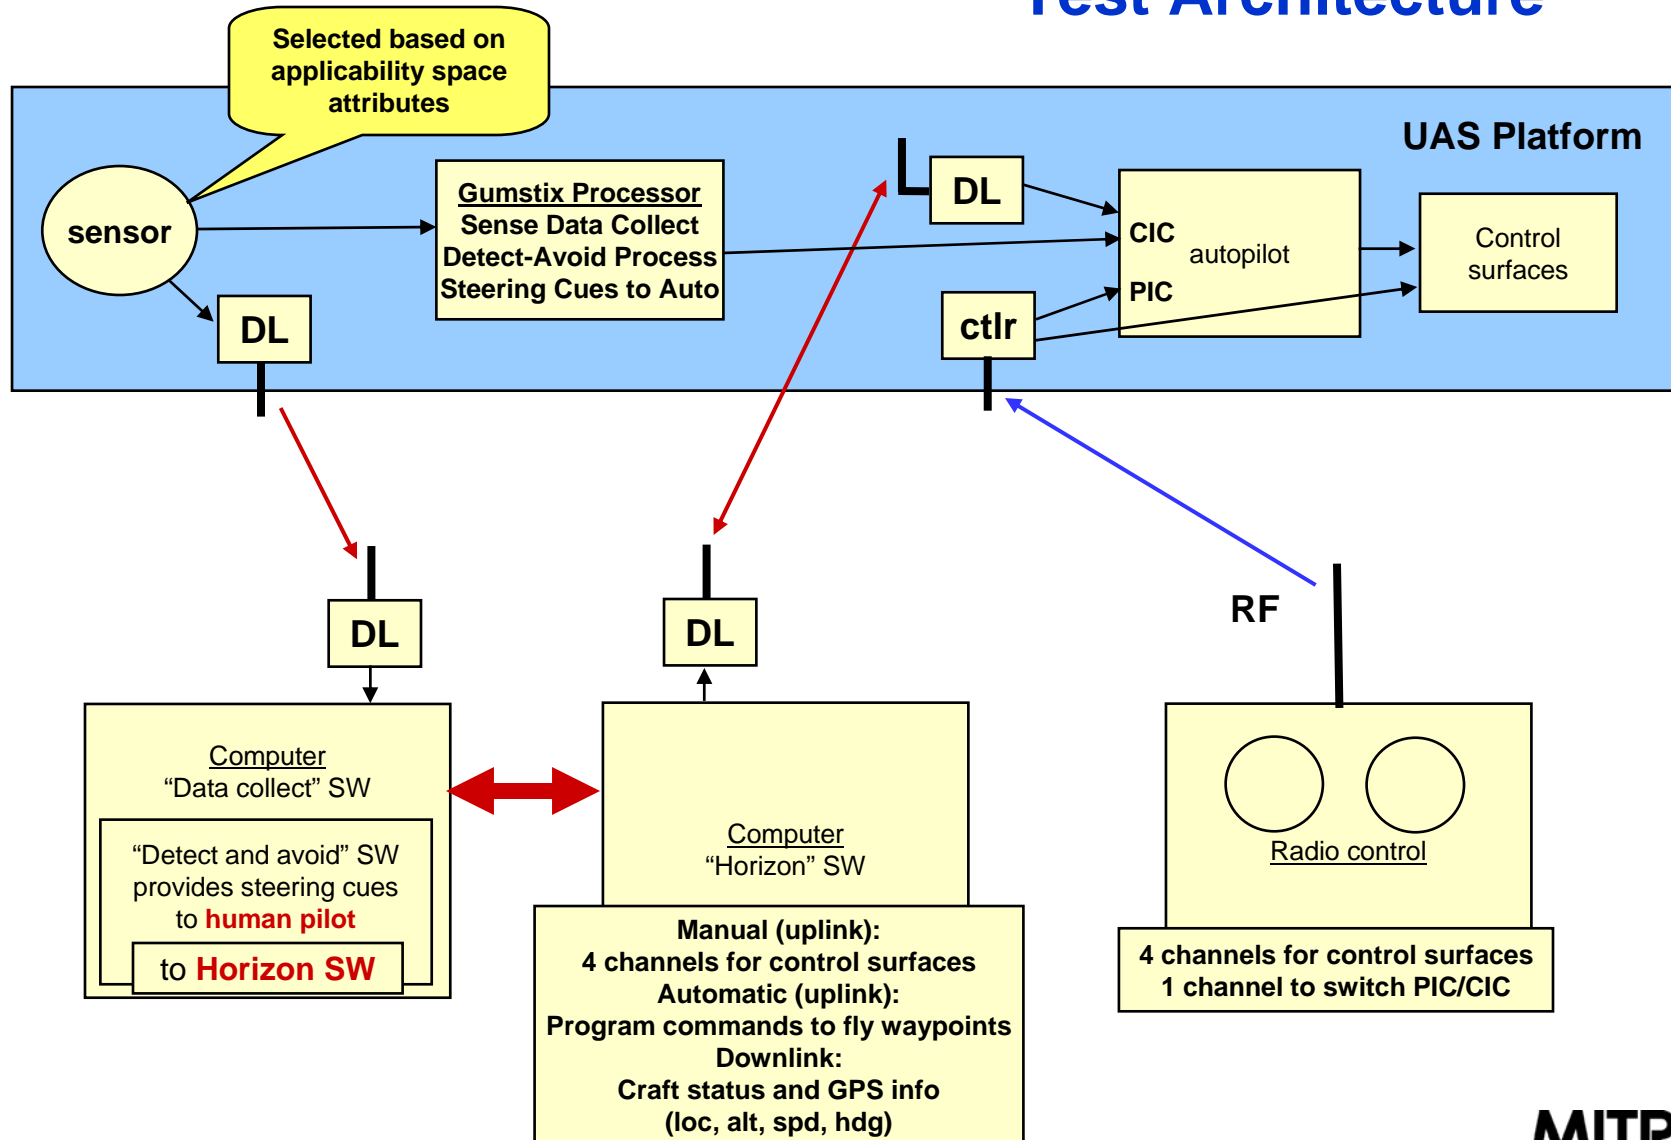 Test Architecture
Selected based on
applicability space
attributes
UAS Platform
sensor
Gumstix Processor
Sense Data Collect
Detect-Avoid Process
Steering Cues to Auto
DL
DL
CIC
autopilot
PIC
Control
surfaces
ctlr
DL
DL
RF
Computer
“Data collect” SW
“Detect and avoid” SW
provides steering cues
to human pilot
to Horizon SW
Computer
“Horizon” SW
Manual (uplink):
4 channels for control surfaces
Automatic (uplink):
Program commands to fly waypoints
Downlink:
Craft status and GPS info
(loc, alt, spd, hdg)
Radio control
4 channels for control surfaces
1 channel to switch PIC/CIC